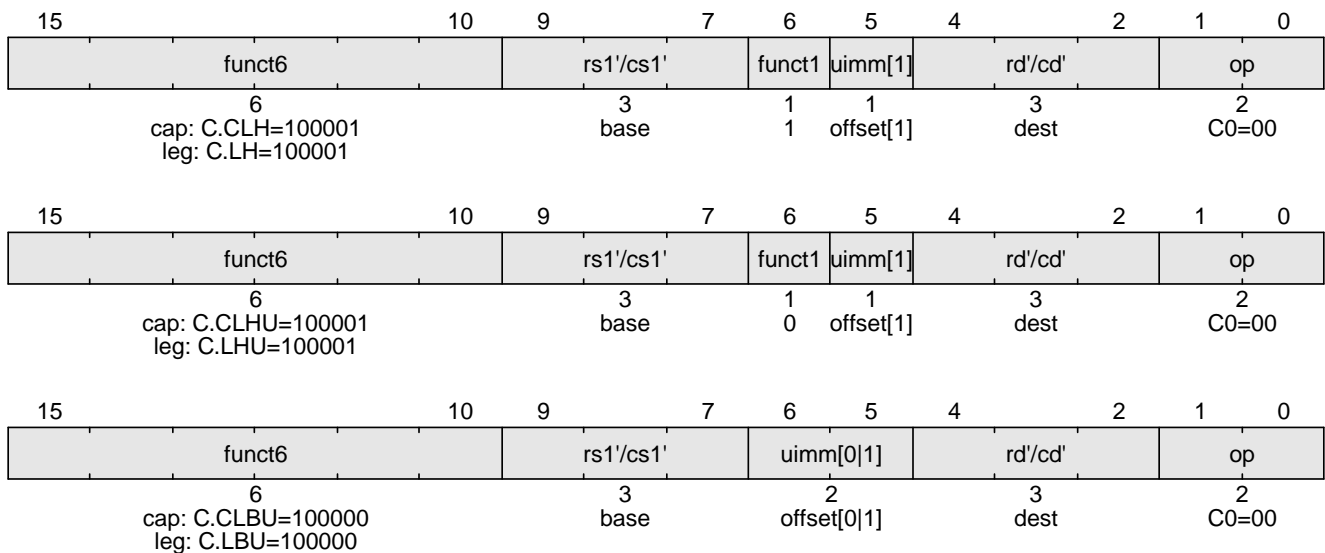 15 10 9 7 6 5 4 2 1 0
funct6 rs1'/cs1' funct1 uimm[1] rd'/cd' op
6 3 1 1 3 2
cap: C.CLH=100001 base 1 offset[1] dest C0=00
leg: C.LH=100001
15 10 9 7 6 5 4 2 1 0
funct6 rs1'/cs1' funct1 uimm[1] rd'/cd' op
6 3 1 1 3 2
cap: C.CLHU=100001 base 0 offset[1] dest C0=00
leg: C.LHU=100001
15 10 9 7 6 5 4 2 1 0
funct6 rs1'/cs1' uimm[0|1] rd'/cd' op
6 3 2 3 2
cap: C.CLBU=100000 base offset[0|1] dest C0=00
leg: C.LBU=100000